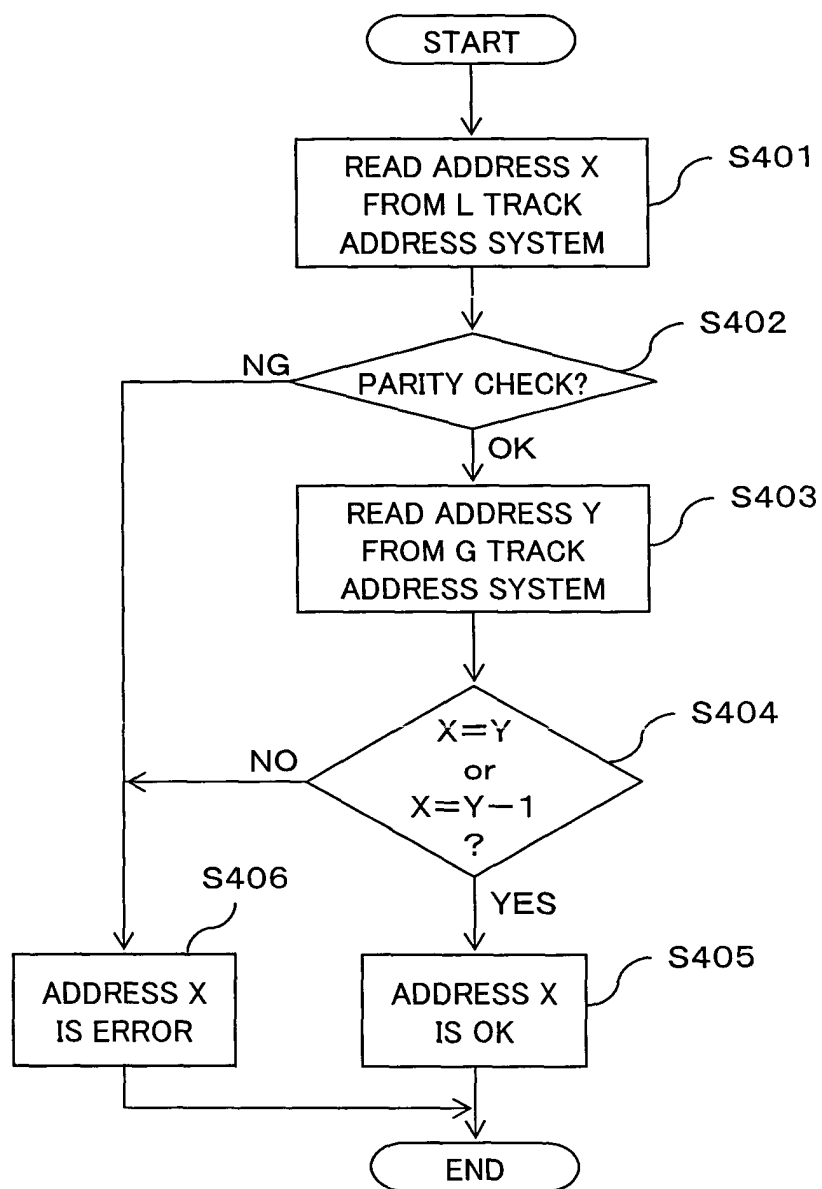 START
READ ADDRESS X
FROM L TRACK
ADDRESS SYSTEM
S401
S402
NG
PARITY CHECK?
OK
READ ADDRESS Y
FROM G TRACK
ADDRESS SYSTEM
S403
X=Y
or
X=Y-1
?
S404
NO
YES
S406
ADDRESS X
IS ERROR
ADDRESS X
IS OK
S405
END